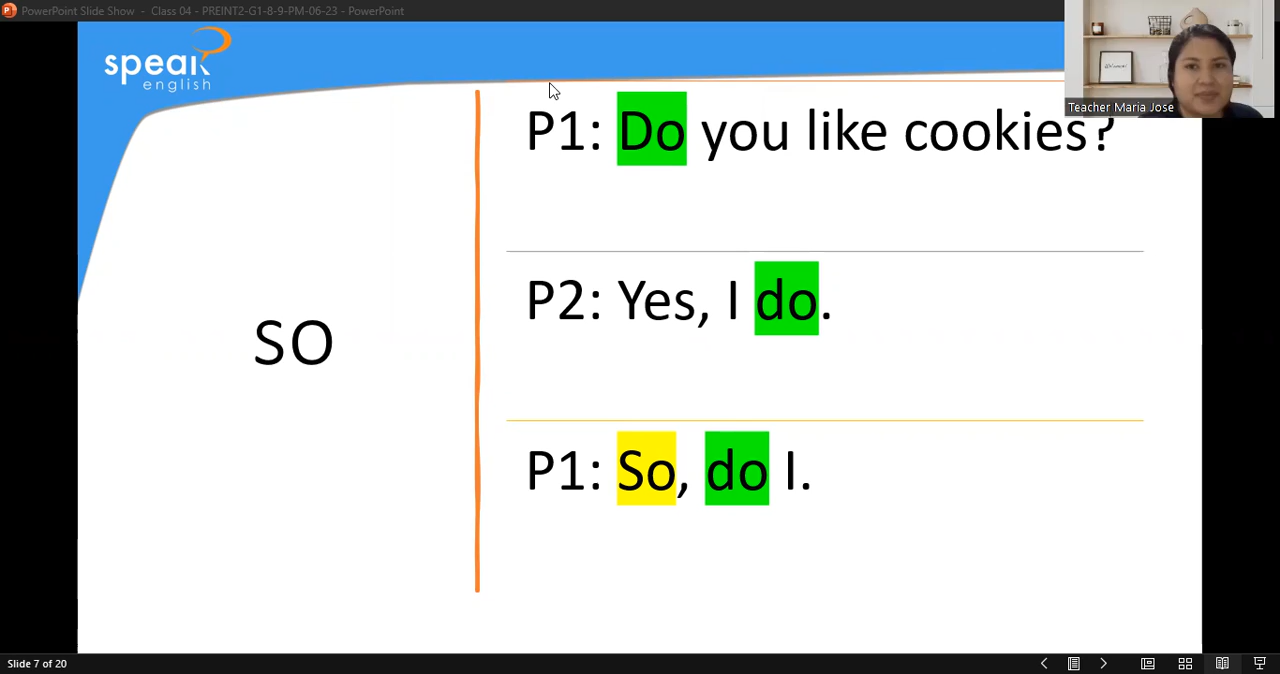 PowerPoint Slide Show - Class 04 - PREINT2-G1-8-9-PM-06-23 - PowerPoint
speak
english
Teacher Maria Jose
P1: Do you like cookies?
P2: Yes, I do.
SO
P1: So, do I.
Slide 7 of 20